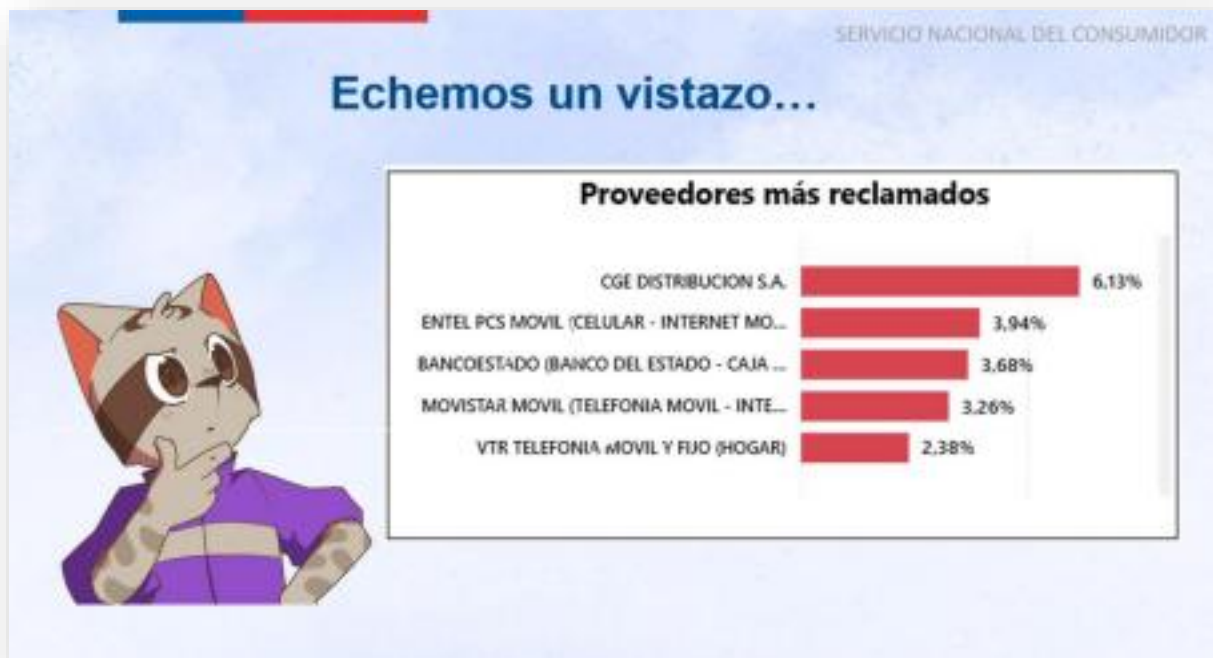 SERVICIO NACIONAL DEL CONSUMIDOR
Echemos un vistazo...
Proveedores más reclamados
CGE DISTRIBUCION S.A. 6,13%
ENTEL PCS MOVIL (CELULAR - INTERNET MO... 3,94%
BANCOESTADO (BANCO DEL ESTADO - CAJA ... 3,68%
MOVISTAR MOVIL (TELEFONIA MOVIL - INTE... 3,26%
VTR TELEFONIA MOVIL Y FIJO (HOGAR) 2,38%